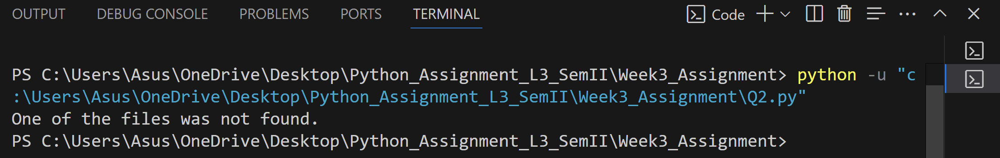 OUTPUT DEBUG CONSOLE PROBLEMS PORTS TERMINAL Code
PS C:\Users\Asus\OneDrive\Desktop\Python_Assignment_L3_SemII\Week3_Assignment> python -u "c
:\Users\Asus\OneDrive\Desktop\Python_Assignment_L3_SemII\Week3_Assignment\Q2.py"
One of the files was not found.
PS C:\Users\Asus\OneDrive\Desktop\Python_Assignment_L3_SemII\Week3_Assignment>